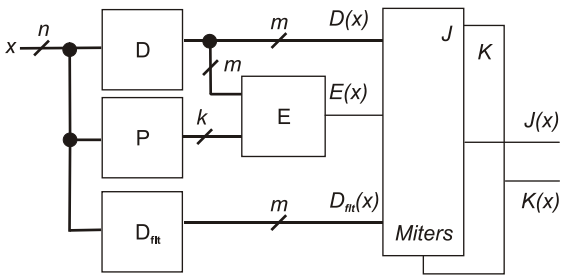 n
m
D(x)
J
x
D
m
K
E(x)
k
E
P
J(x)
m
D_flt(x)
K(x)
D_flt
Miters